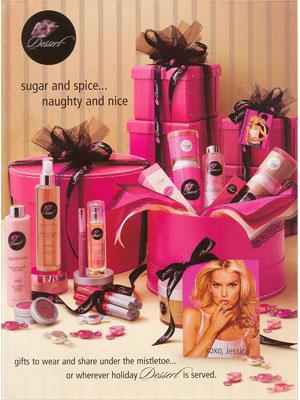 Dessert
sugar and spice...
naughty and nice
xoxo, Jessica
gifts to wear and share under the mistletoe...
or wherever holiday Dessert is served.